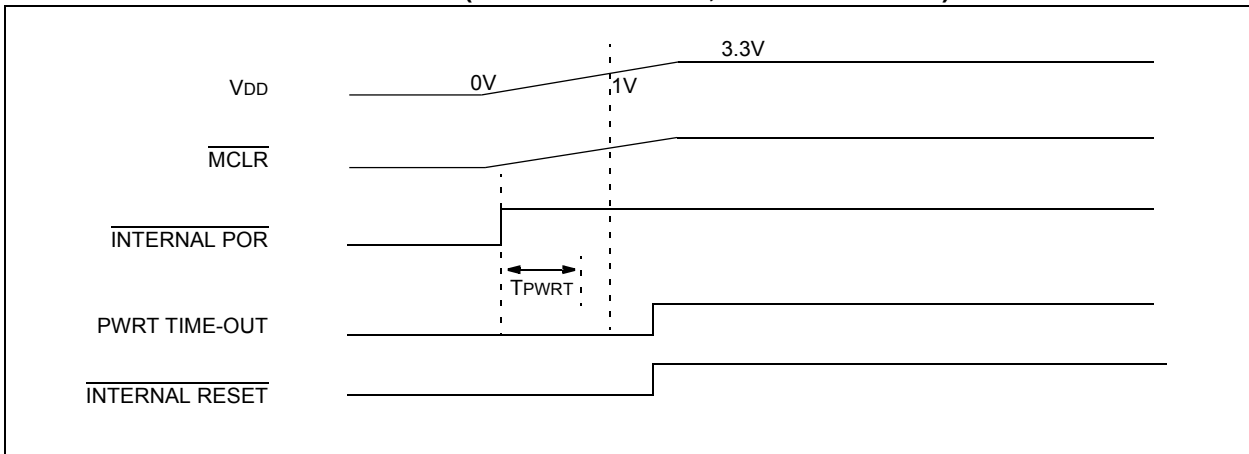 3.3V
VDD
0V
1V
MCLR
INTERNAL POR
TPWRT
PWRT TIME-OUT
INTERNAL RESET